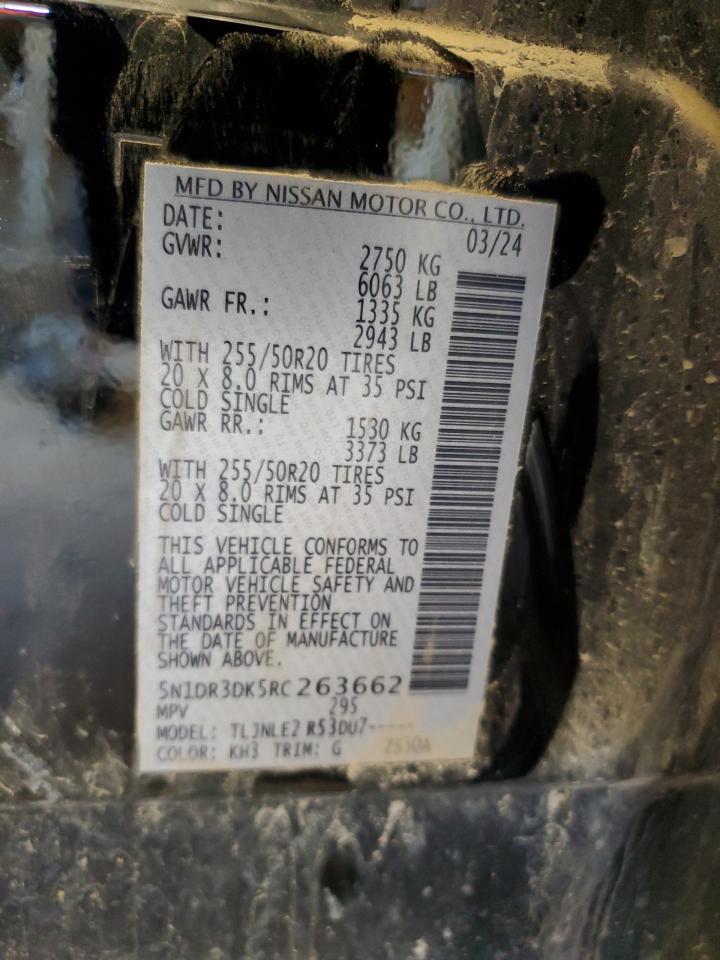 MFD BY NISSAN MOTOR CO., LTD.
DATE: 03/24
GVWR: 2750 KG
6063 LB
GAWR FR.: 1335 KG
2943 LB
WITH 255/50R20 TIRES
20 X 8.0 RIMS AT 35 PSI
COLD SINGLE
GAWR RR.: 1530 KG
3373 LB
WITH 255/50R20 TIRES
20 X 8.0 RIMS AT 35 PSI
COLD SINGLE
THIS VEHICLE CONFORMS TO
ALL APPLICABLE FEDERAL
MOTOR VEHICLE SAFETY AND
THEFT PREVENTION
STANDARDS IN EFFECT ON
THE DATE OF MANUFACTURE
SHOWN ABOVE.
5N1DR3DK5RC263662
MPV 295
MODEL: TLJNLE2 R53DU7-----
COLOR: KH3 TRIM: G